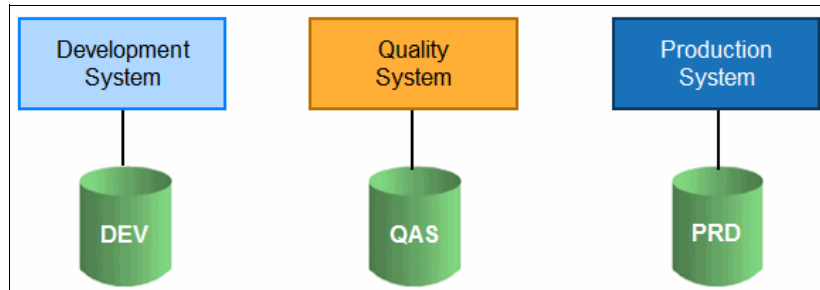 Development
System
Quality
System
Production
System
DEV
QAS
PRD